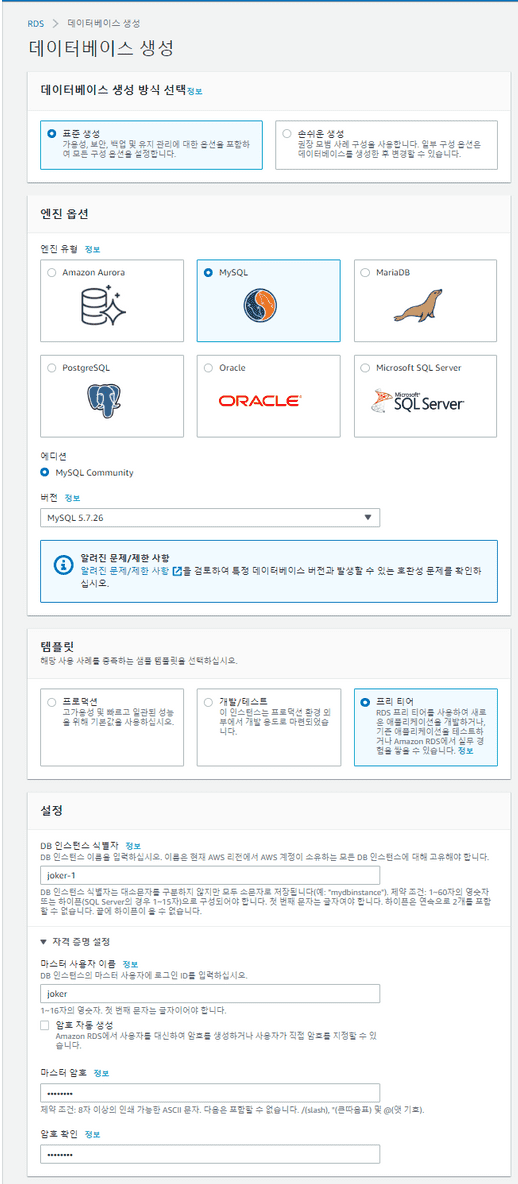 RDS > 데이터베이스 생성
데이터베이스 생성
데이터베이스 생성 방식 선택정보
표준 생성
가용성, 보안, 백업 및 유지 관리에 대한 옵션을 포함하
여 모든 구성 옵션을 설정합니다.
손쉬운 생성
권장 모범 사례 구성을 사용합니다. 일부 구성 옵션은
데이터베이스를 생성한 후 변경할 수 있습니다.
엔진 옵션
엔진 유형 정보
Amazon Aurora
MySQL
MariaDB
PostgreSQL
Oracle
Microsoft SQL Server
ORACLE
Microsoft
SQL Server
에디션
MySQL Community
버전 정보
MySQL 5.7.26
알려진 문제/제한 사항
알려진 문제/제한 사항 을 검토하여 특정 데이터베이스 버전과 발생할 수 있는 호환성 문제를 확인하
십시오.
템플릿
해당 사용 사례를 충족하는 샘플 템플릿을 선택하십시오.
프로덕션
고가용성 및 빠르고 일관된 성능
을 위해 기본값을 사용하십시오.
개발/테스트
이 인스턴스는 프로덕션 환경 외
부에서 개발 용도로 마련되었습니
다.
프리 티어
RDS 프리 티어를 사용하여 새로
운 애플리케이션을 개발하거나,
기존 애플리케이션을 테스트하
거나 Amazon RDS에서 실무 경
험을 쌓을 수 있습니다. 정보
설정
DB 인스턴스 식별자 정보
DB 인스턴스 이름을 입력하십시오. 이름은 현재 AWS 리전에서 AWS 계정이 소유하는 모든 DB 인스턴스에 대해 고유해야 합니다.
joker-1
DB 인스턴스 식별자는 대소문자를 구분하지 않지만 모두 소문자로 저장됩니다(예: "mydbinstance"). 제약 조건: 1~60자의 영숫자
또는 하이픈(SQL Server의 경우 1~15자)으로 구성되어야 합니다. 첫 번째 문자는 글자여야 합니다. 하이픈은 연속으로 2개를 포함
할 수 없습니다. 끝에 하이픈이 올 수 없습니다.
▼ 자격 증명 설정
마스터 사용자 이름 정보
DB 인스턴스의 마스터 사용자에 로그인 ID를 입력하십시오.
joker
1~16자의 영숫자. 첫 번째 문자는 글자이어야 합니다.
암호 자동 생성
Amazon RDS에서 사용자를 대신하여 암호를 생성하거나 사용자가 직접 암호를 지정할 수 있
습니다.
마스터 암호 정보
••••••••
제약 조건: 8자 이상의 인쇄 가능한 ASCII 문자. 다음은 포함할 수 없습니다. /(slash), "(큰따옴표) 및 @(앳 기호).
암호 확인 정보
••••••••